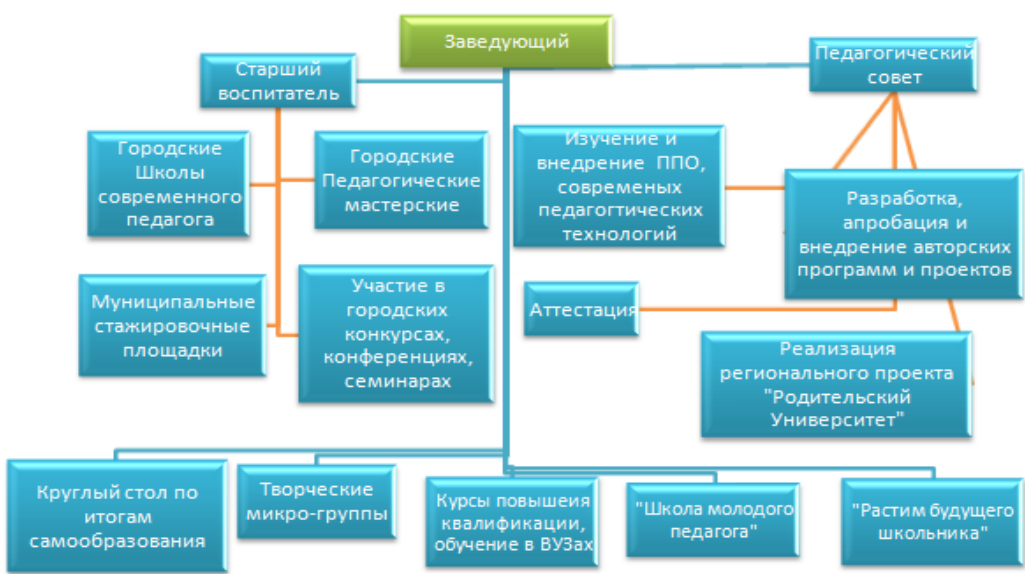 Заведующий
Старший
воспитатель
Педагогический
совет
Городские
Школы
современного
педагога
Городские
Педагогические
мастерские
Изучение и
внедрение ППО,
современых
педагогтических
технологий
Разработка,
апробация и
внедрение авторских
программ и проектов
Муниципальные
стажировочные
площадки
Участие в
городских
конкурсах,
конференциях,
семинарах
Аттестация
Реализация
регионального проекта
"Родительский
Университет"
Круглый стол по
итогам
самообразования
Творческие
микро-группы
Курсы повышеия
квалификации,
обучение в ВУЗах
"Школа молодого
педагога"
"Растим будущего
школьника"